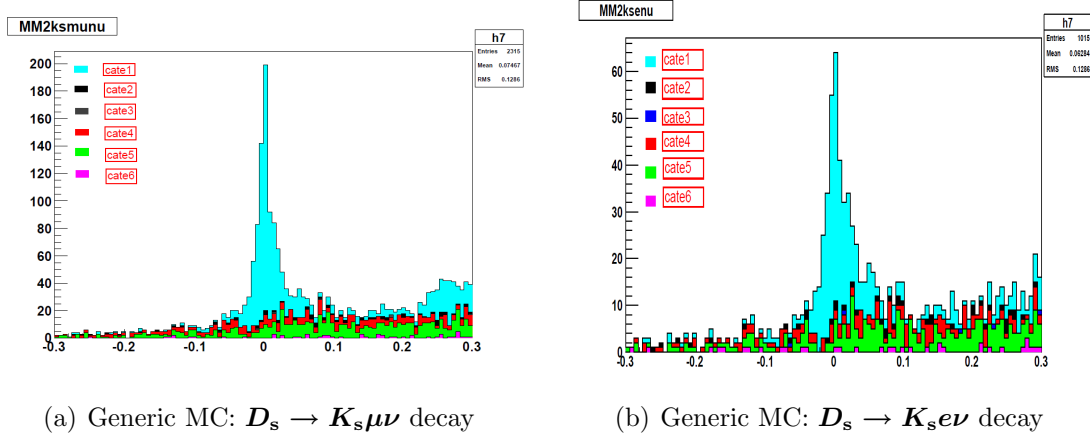 MM2ksmunu
h7
Entries 2315
Mean 0.07467
RMS 0.1286
200
180
160
140
120
100
80
60
40
20
0
cate1
cate2
cate3
cate4
cate5
cate6
-0.3 -0.2 -0.1 0 0.1 0.2 0.3
(a) Generic MC: Ds → Ksμν decay
MM2ksenu
h7
Entries 1015
Mean 0.06284
RMS 0.1286
60
50
40
30
20
10
0
cate1
cate2
cate3
cate4
cate5
cate6
-0.3 -0.2 -0.1 0 0.1 0.2 0.3
(b) Generic MC: Ds → Kseν decay